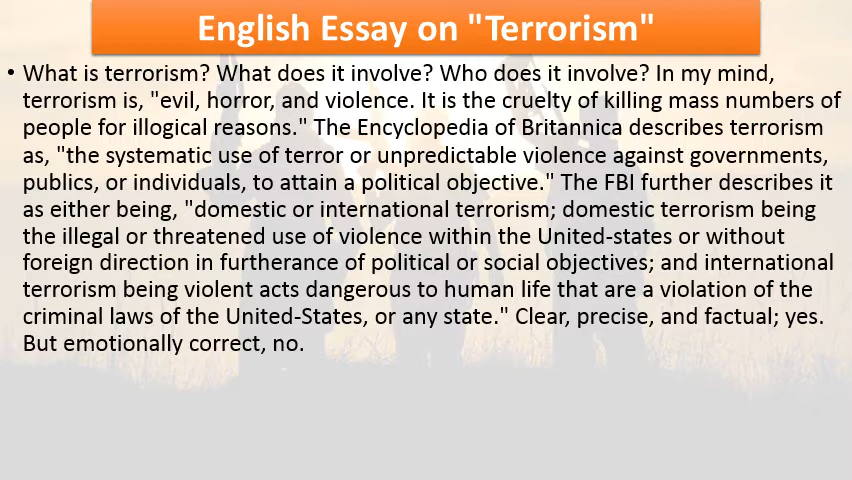 English Essay on "Terrorism"
• What is terrorism? What does it involve? Who does it involve? In my mind,
terrorism is, "evil, horror, and violence. It is the cruelty of killing mass numbers of
people for illogical reasons." The Encyclopedia of Britannica describes terrorism
as, "the systematic use of terror or unpredictable violence against governments,
publics, or individuals, to attain a political objective." The FBI further describes it
as either being, "domestic or international terrorism; domestic terrorism being
the illegal or threatened use of violence within the United-states or without
foreign direction in furtherance of political or social objectives; and international
terrorism being violent acts dangerous to human life that are a violation of the
criminal laws of the United-States, or any state." Clear, precise, and factual; yes.
But emotionally correct, no.